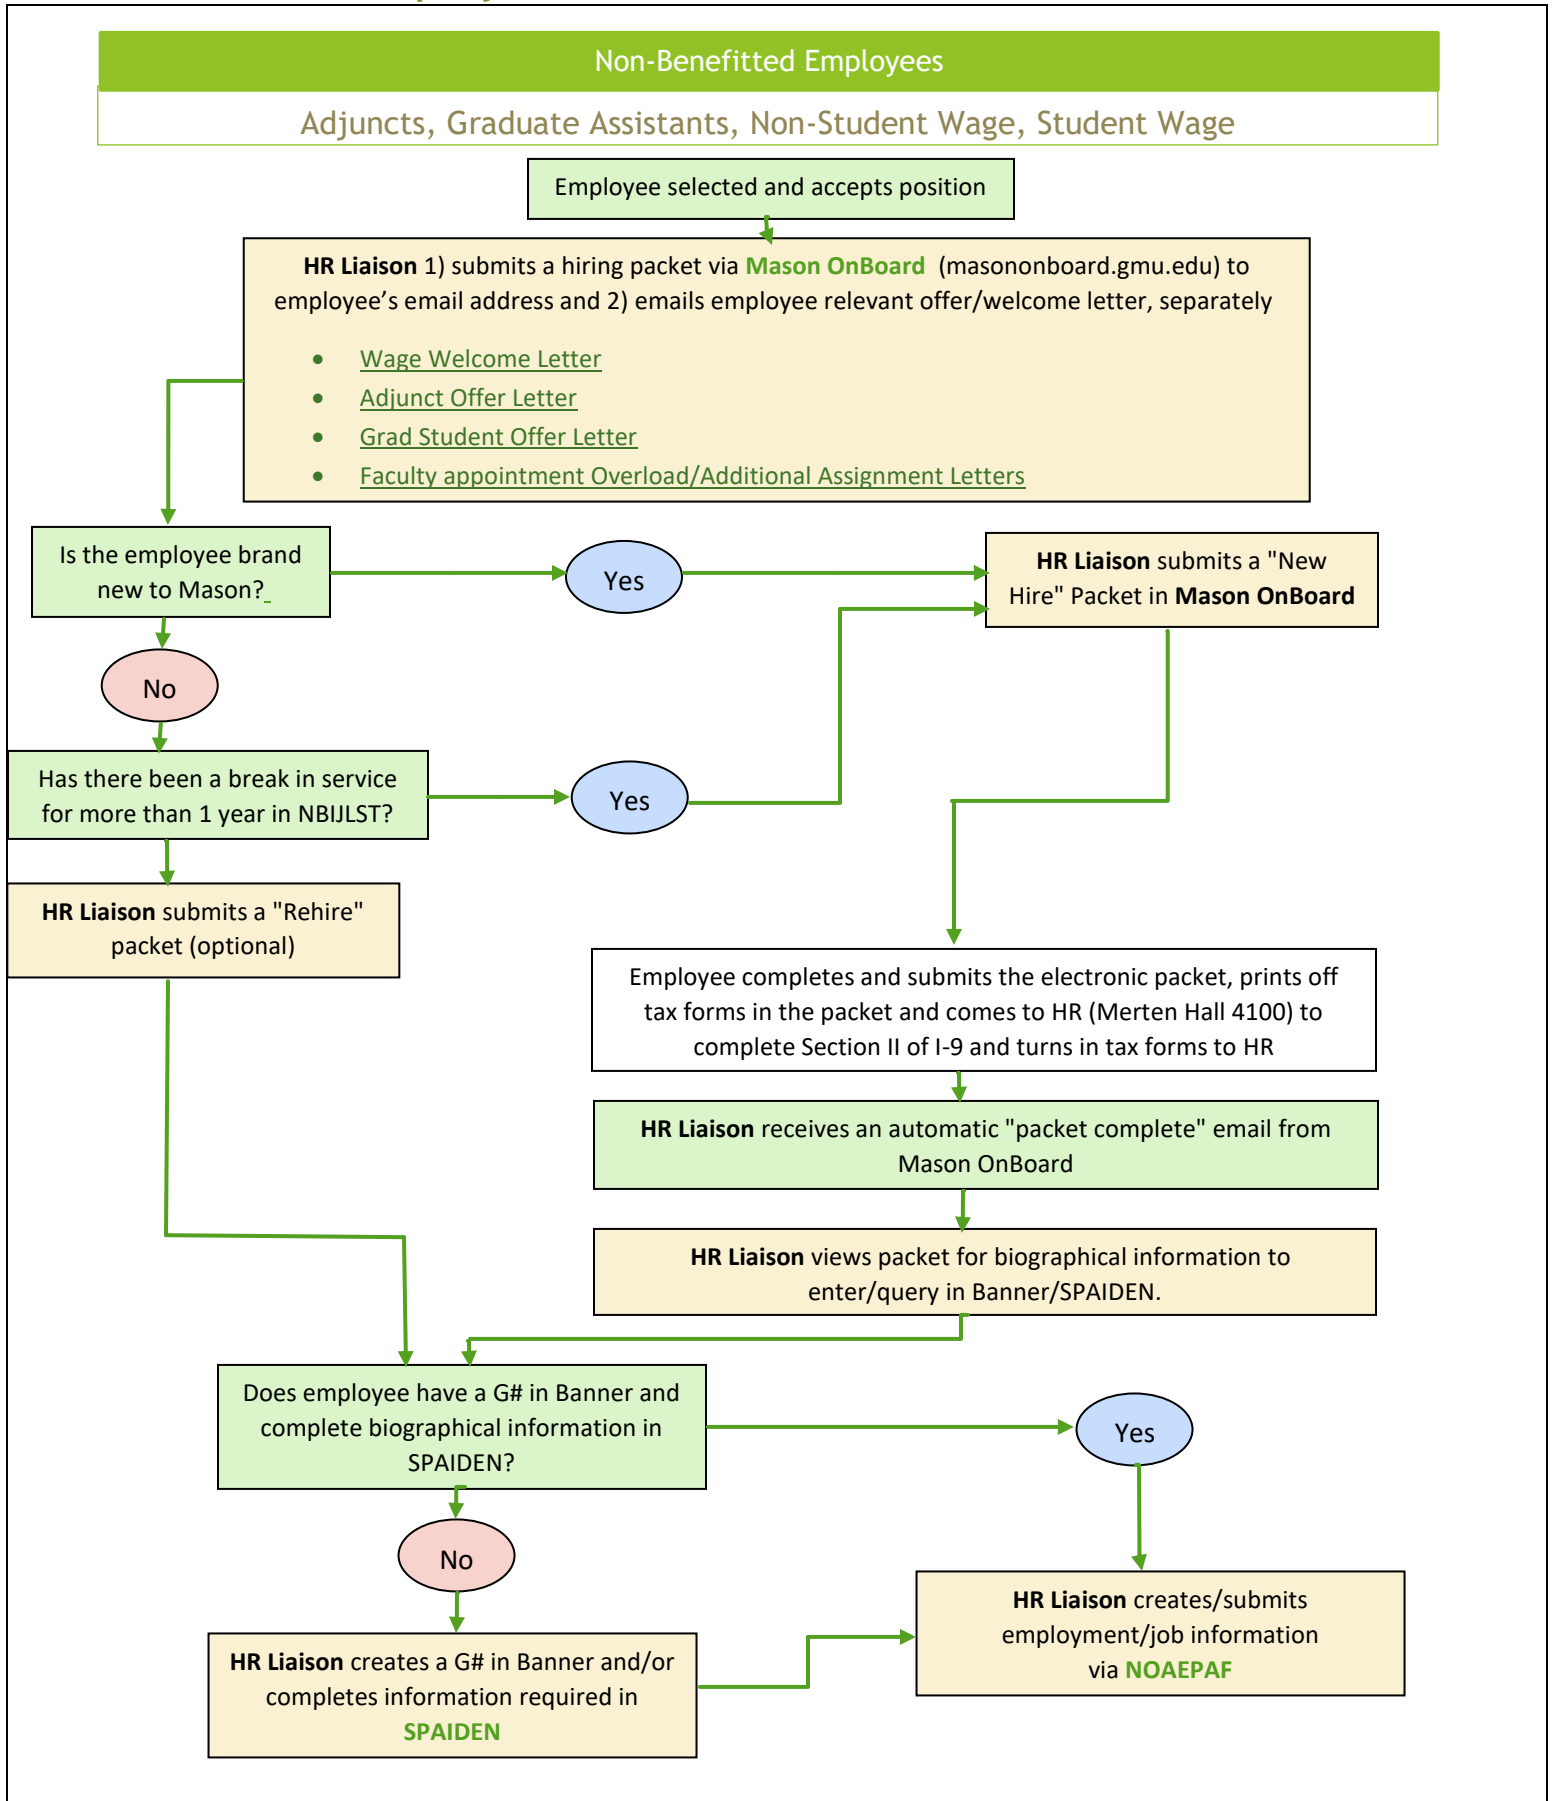 Non-Benefitted Employees
Adjuncts, Graduate Assistants, Non-Student Wage, Student Wage
Employee selected and accepts position
HR Liaison 1) submits a hiring packet via Mason OnBoard (masononboard.gmu.edu) to
employee’s email address and 2) emails employee relevant offer/welcome letter, separately
• Wage Welcome Letter
• Adjunct Offer Letter
• Grad Student Offer Letter
• Faculty appointment Overload/Additional Assignment Letters
Is the employee brand
new to Mason?
Yes
HR Liaison submits a "New
Hire" Packet in Mason OnBoard
No
Has there been a break in service
for more than 1 year in NBIJLST?
Yes
HR Liaison submits a "Rehire"
packet (optional)
Employee completes and submits the electronic packet, prints off
tax forms in the packet and comes to HR (Merten Hall 4100) to
complete Section II of I-9 and turns in tax forms to HR
HR Liaison receives an automatic "packet complete" email from
Mason OnBoard
HR Liaison views packet for biographical information to
enter/query in Banner/SPAIDEN.
Does employee have a G# in Banner and
complete biographical information in
SPAIDEN?
Yes
No
HR Liaison creates/submits
employment/job information
via NOAEPAF
HR Liaison creates a G# in Banner and/or
completes information required in
SPAIDEN